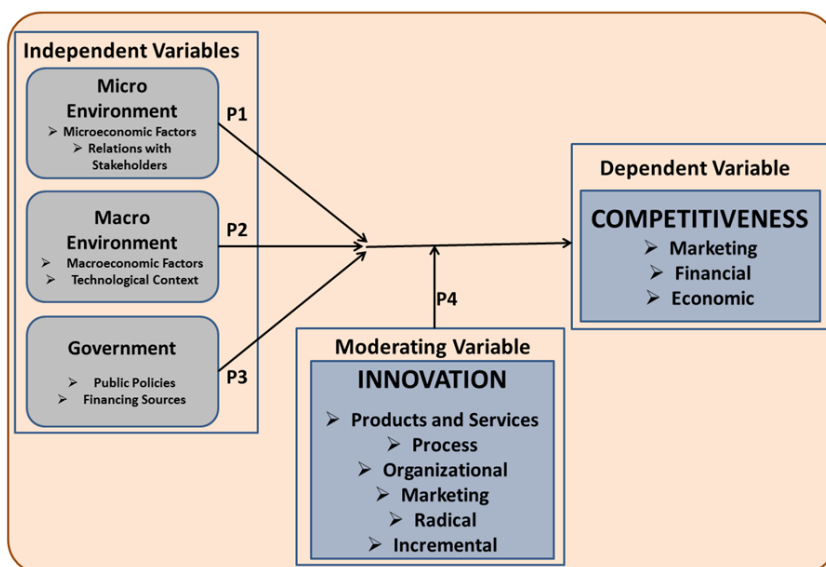 Independent Variables
Micro
Environment
➢ Microeconomic Factors
➢ Relations with
Stakeholders
P1
Macro
Environment
➢ Macroeconomic Factors
➢ Technological Context
P2
Government
➢ Public Policies
➢ Financing Sources
P3
P4
Moderating Variable
INNOVATION
➢ Products and Services
➢ Process
➢ Organizational
➢ Marketing
➢ Radical
➢ Incremental
Dependent Variable
COMPETITIVENESS
➢ Marketing
➢ Financial
➢ Economic